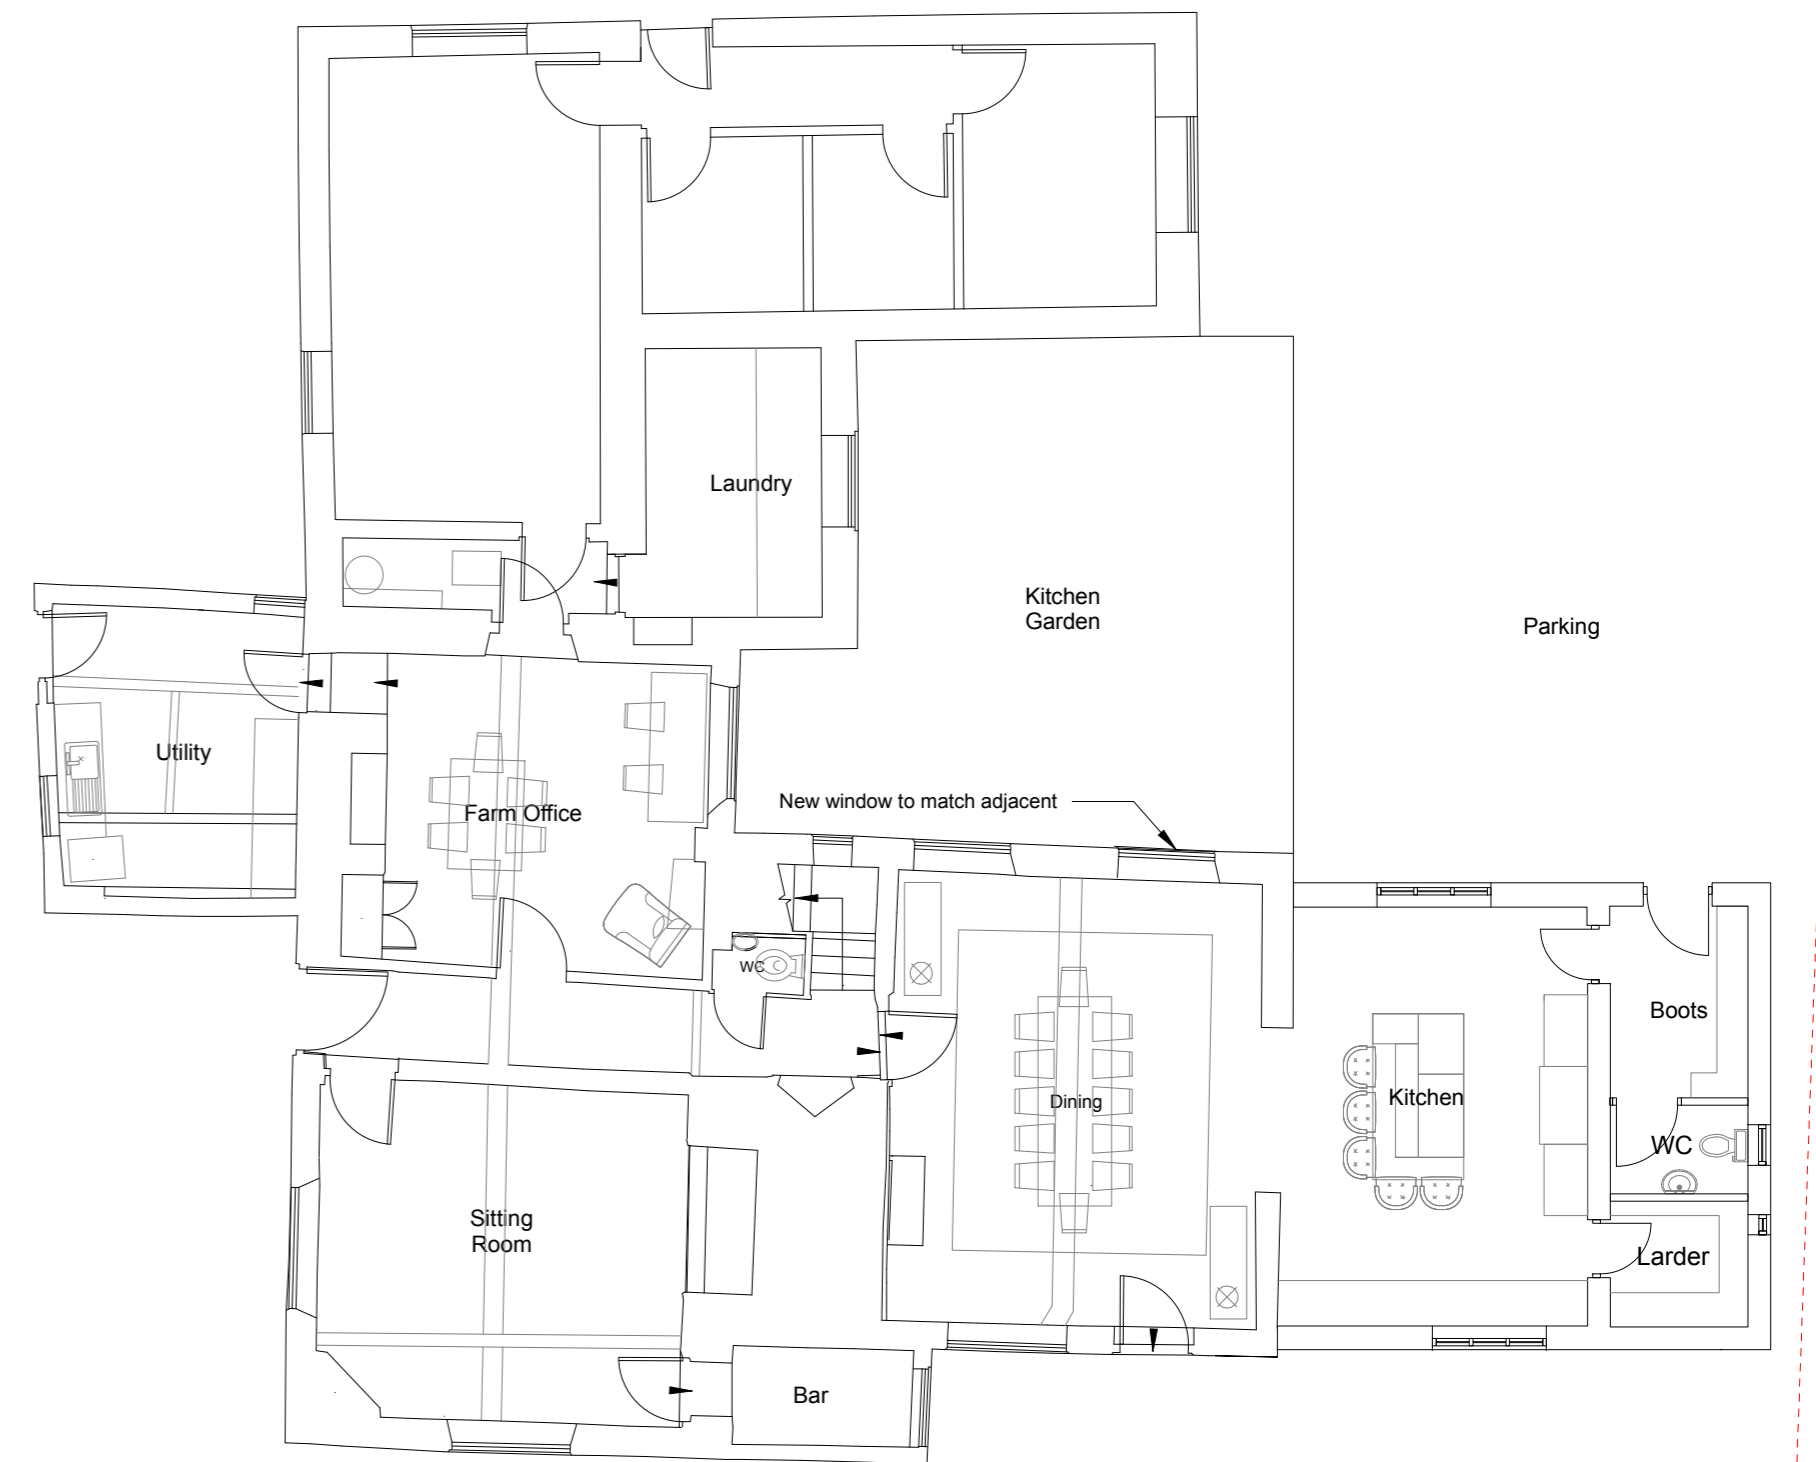 Laundry
Kitchen
Garden
Parking
Utility
New window to match adjacent
Farm Office
WC
Boots
Dining
Kitchen
WC
Sitting
Room
Larder
Bar